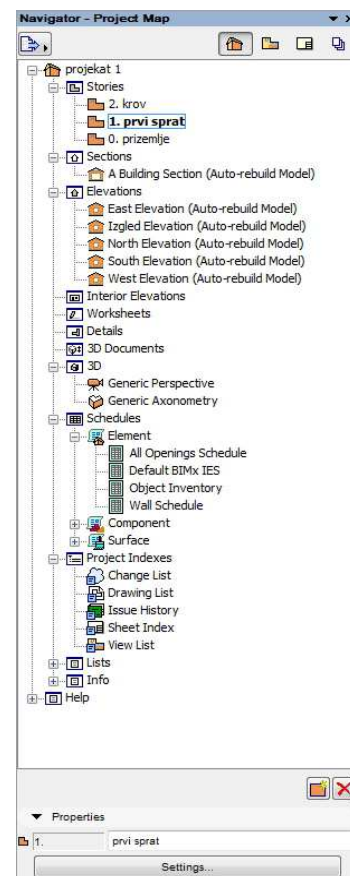 Navigator - Project Map
projekat 1
Stories
2. krov
1. prvi sprat
0. prizemlje
Sections
A Building Section (Auto-rebuild Model)
Elevations
East Elevation (Auto-rebuild Model)
Izgled Elevation (Auto-rebuild Model)
North Elevation (Auto-rebuild Model)
South Elevation (Auto-rebuild Model)
West Elevation (Auto-rebuild Model)
Interior Elevations
Worksheets
Details
3D Documents
3D
Generic Perspective
Generic Axonometry
Schedules
Element
All Openings Schedule
Default BIMx IES
Object Inventory
Wall Schedule
Component
Surface
Project Indexes
Change List
Drawing List
Issue History
Sheet Index
View List
Lists
Info
Help
Properties
1. prvi sprat
Settings...